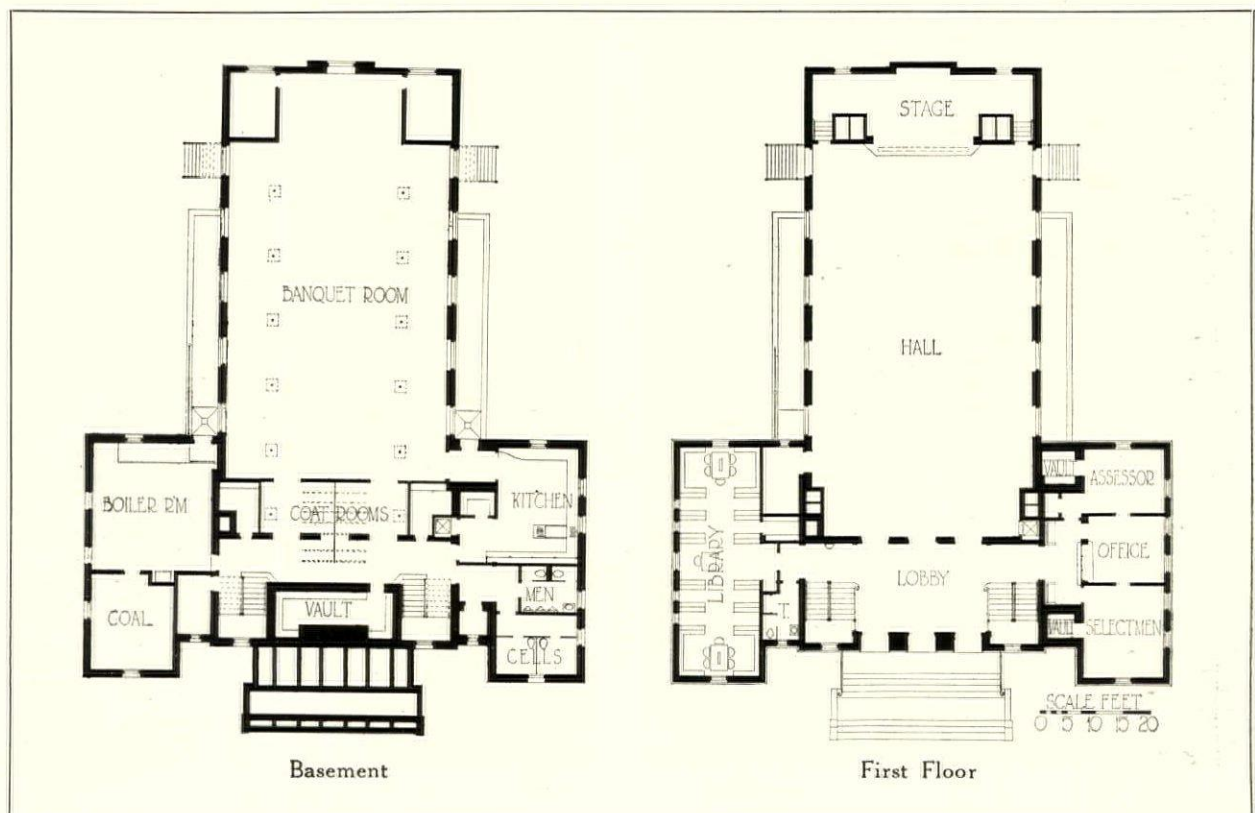 BANQUET ROOM
BOILER R'M
COAT ROOMS
KITCHEN
COAL
VAULT
MEN
CELLS
Basement
STAGE
HALL
VAULT
ASSESSOR
LIBRARY
OFFICE
LOBBY
T.
VAULT
SELECTMEN
SCALE FEET
0 5 10 15 20
First Floor